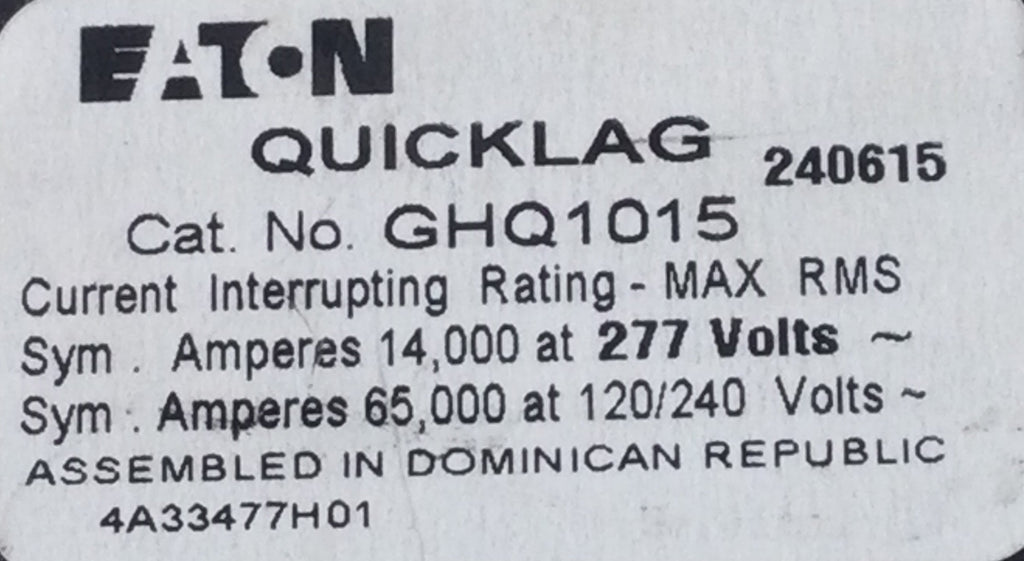 EATON
QUICKLAG 240615
Cat. No. GHQ1015
Current Interrupting Rating - MAX RMS
Sym . Amperes 14,000 at 277 Volts ~
Sym . Amperes 65,000 at 120/240 Volts ~
ASSEMBLED IN DOMINICAN REPUBLIC
4A33477H01